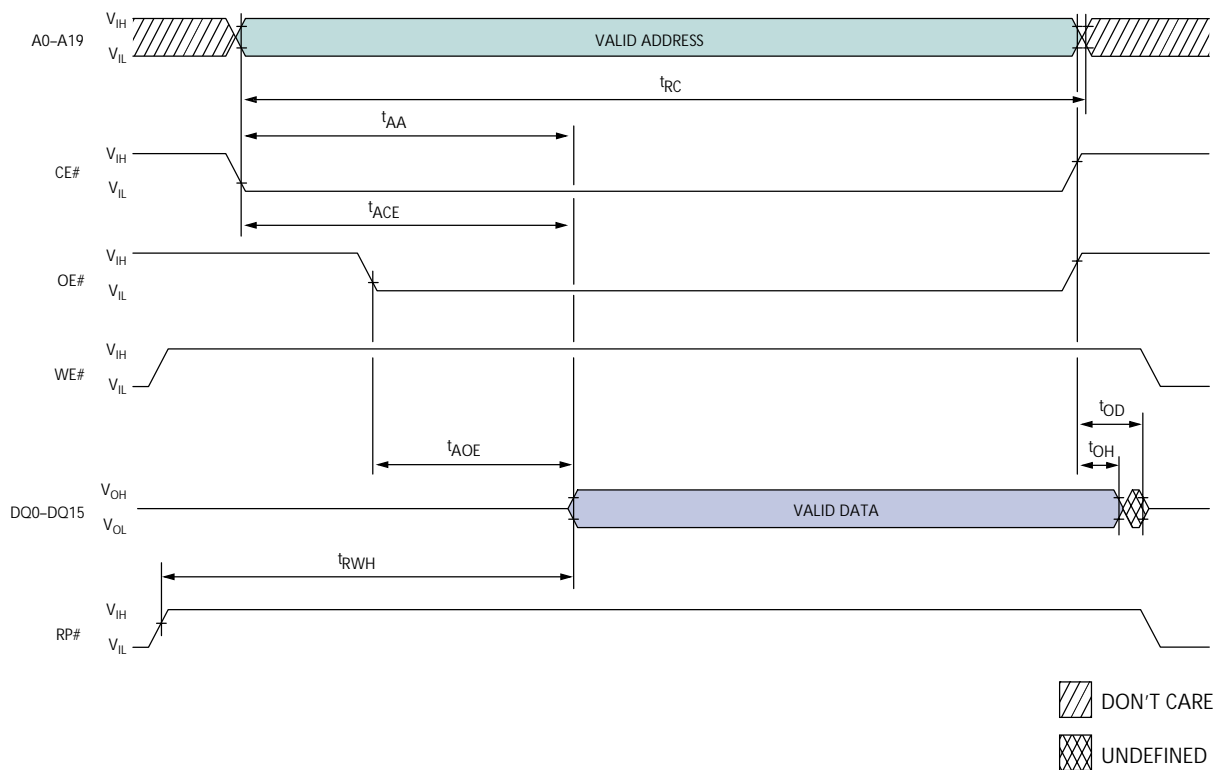 VIH
A0–A19
VALID ADDRESS
VIL
tRC
tAA
VIH
CE#
VIL
tACE
VIH
OE#
VIL
VIH
WE#
VIL
tOD
tAOE
tOH
VOH
DQ0–DQ15
VALID DATA
VOL
tRWH
VIH
RP#
VIL
DON'T CARE
UNDEFINED